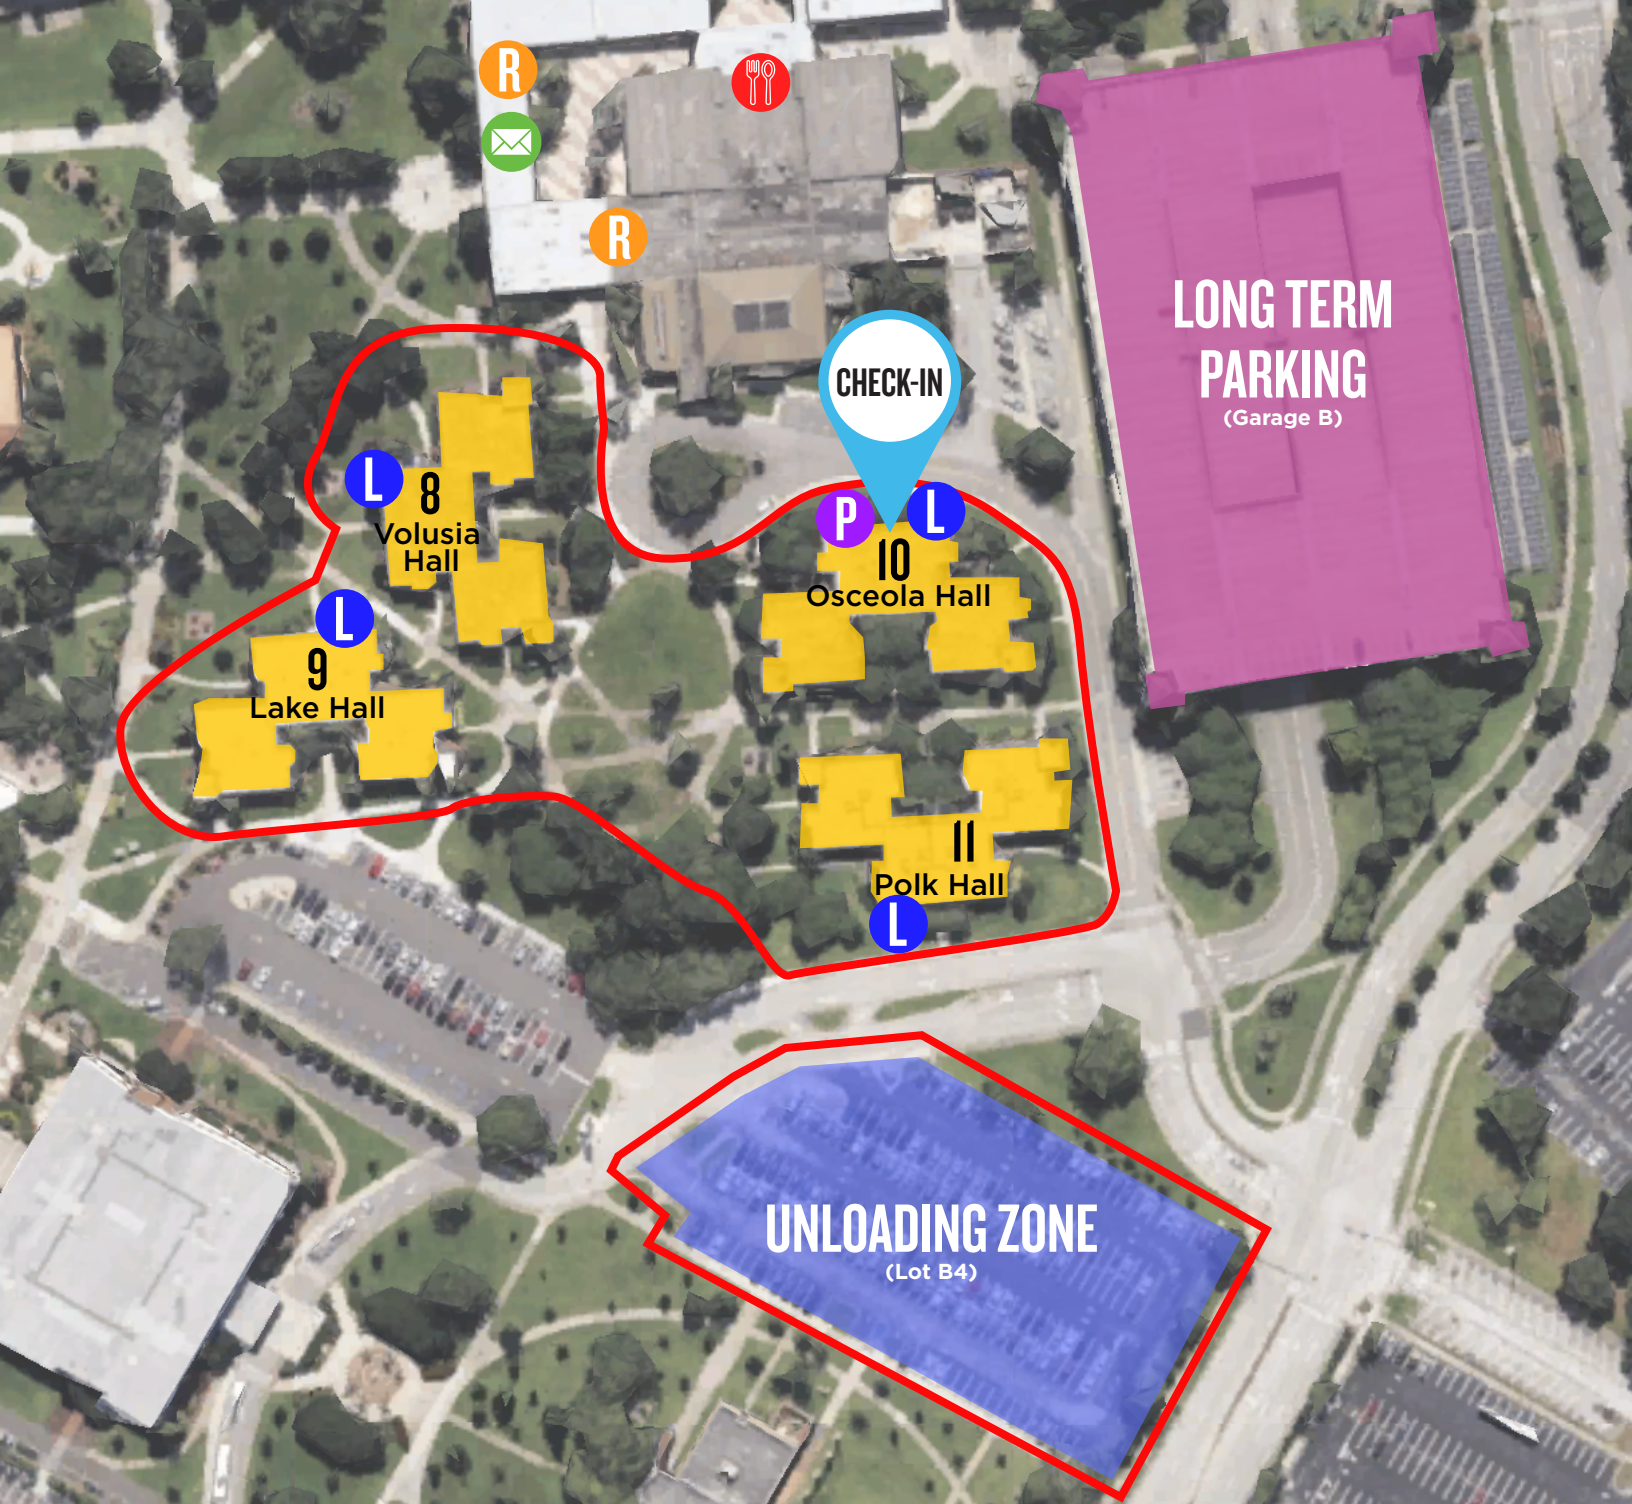 R
R
LONG TERM
PARKING
(Garage B)
CHECK-IN
L
8
Volusia
Hall
P
L
10
Osceola Hall
L
9
Lake Hall
11
Polk Hall
L
UNLOADING ZONE
(Lot B4)